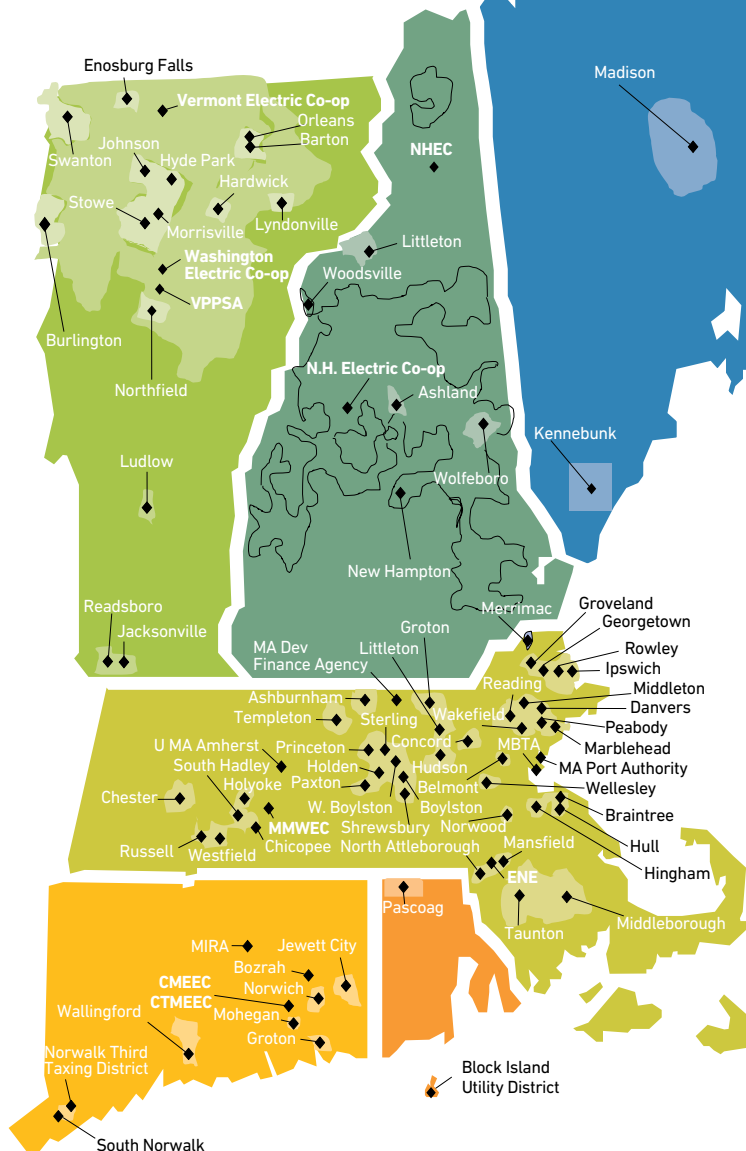 Enosburg Falls
Vermont Electric Co-op
Orleans
Barton
Swanton
Johnson
Hyde Park
Hardwick
Stowe
Morrisville
Lyndonville
Washington
Electric Co-op
VPPSA
Burlington
Northfield
Ludlow
Readsboro
Jacksonville
NHEC
Littleton
Woodsville
N.H. Electric Co-op
Ashland
Wolfeboro
New Hampton
Madison
Kennebunk
Merrimac
Groveland
Georgetown
Rowley
Ipswich
Groton
Littleton
MA Dev
Finance Agency
Reading
Middleton
Danvers
Peabody
Marblehead
MA Port Authority
Wellesley
Braintree
Hull
Hingham
Ashburnham
Templeton
Sterling
Wakefield
Concord
MBTA
U MA Amherst
Princeton
South Hadley
Holden
Hudson
Holyoke
Paxton
Belmont
Chester
W. Boylston
Boylston
MMWEC
Shrewsbury
Norwood
Russell
Westfield
Chicopee
North Attleborough
Mansfield
ENE
Taunton
Middleborough
Pascoag
MIRA
Jewett City
Bozrah
CMEEC
CTMEEC
Norwich
Mohegan
Wallingford
Groton
Norwalk Third
Taxing District
South Norwalk
Block Island
Utility District